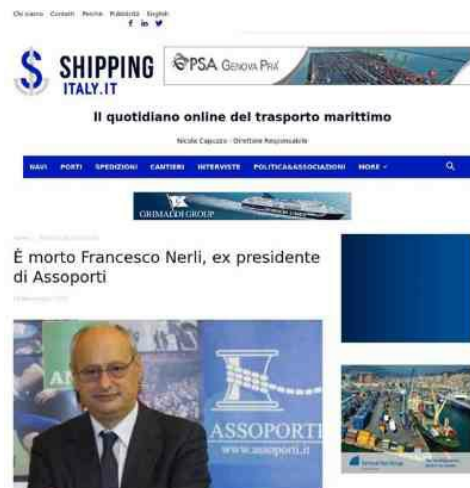 Chi siamo Contatti Perché Pubblicità English
SHIPPING
ITALY.IT
PSA GENOVA PRA'
Il quotidiano online del trasporto marittimo
Nicola Capuzzo - Direttore Responsabile
NAVI PORTI SPEDIZIONI CANTIERI INTERVISTE POLITICA&ASSOCIAZIONI MORE
GRIMALDI GROUP
È morto Francesco Nerli, ex presidente
di Assoporti
ASSOPORTI
www.assoporti.it